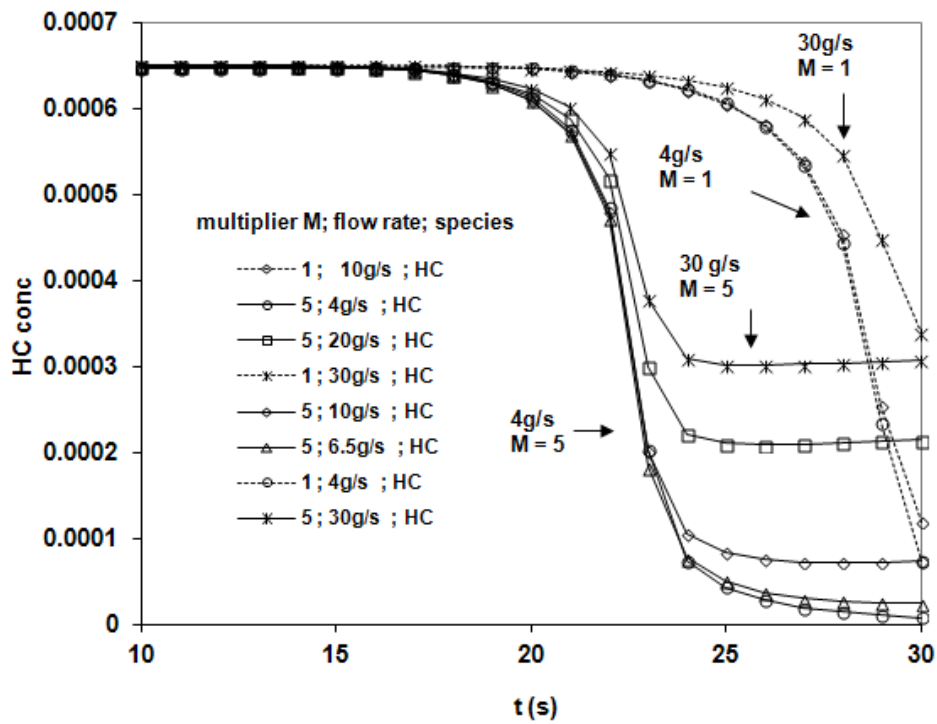 0.0007
0.0006
0.0005
0.0004
0.0003
0.0002
0.0001
0
HC conc
10
15
20
25
30
t (s)
multiplier M; flow rate; species
1 ; 10g/s ; HC
5 ; 4g/s ; HC
5 ; 20g/s ; HC
1 ; 30g/s ; HC
5 ; 10g/s ; HC
5 ; 6.5g/s ; HC
1 ; 4g/s ; HC
5 ; 30g/s ; HC
30g/s
M = 1
4g/s
M = 1
30 g/s
M = 5
4g/s
M = 5